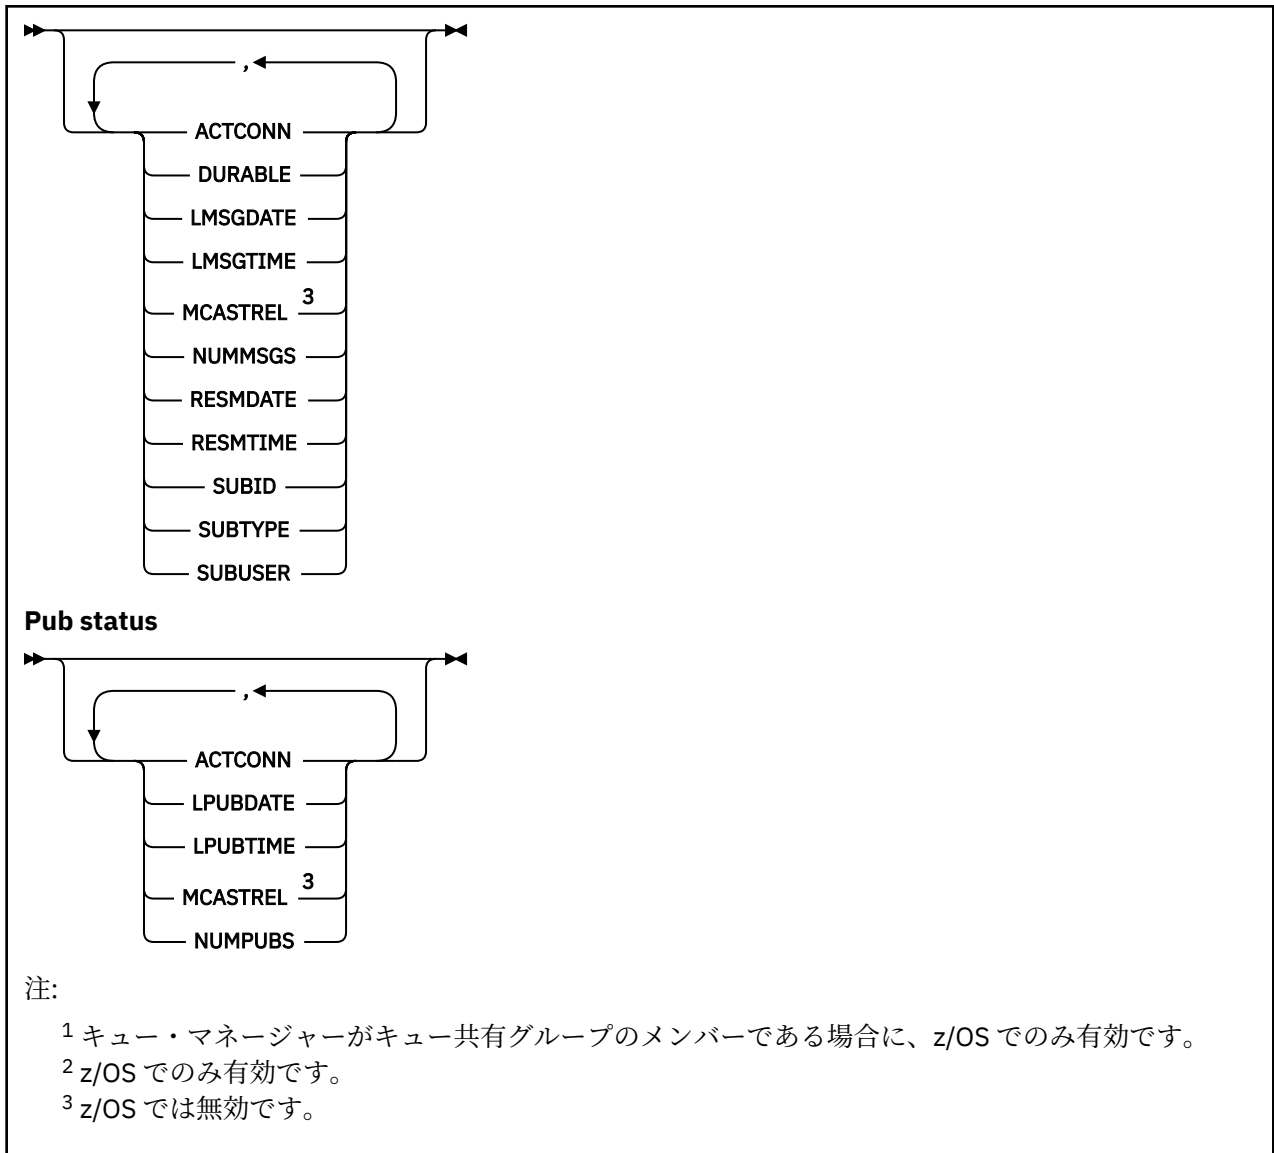 ,
ACTCONN
DURABLE
LMSGDATE
LMSGTIME
MCASTREL 3
NUMMSGS
RESMDATE
RESMTIME
SUBID
SUBTYPE
SUBUSER
Pub status
,
ACTCONN
LPUBDATE
LPUBTIME
MCASTREL 3
NUMPUBS
注:
1 キュー・マネージャーがキュー共有グループのメンバーである場合に、z/OS でのみ有効です。
2 z/OS でのみ有効です。
3 z/OS では無効です。